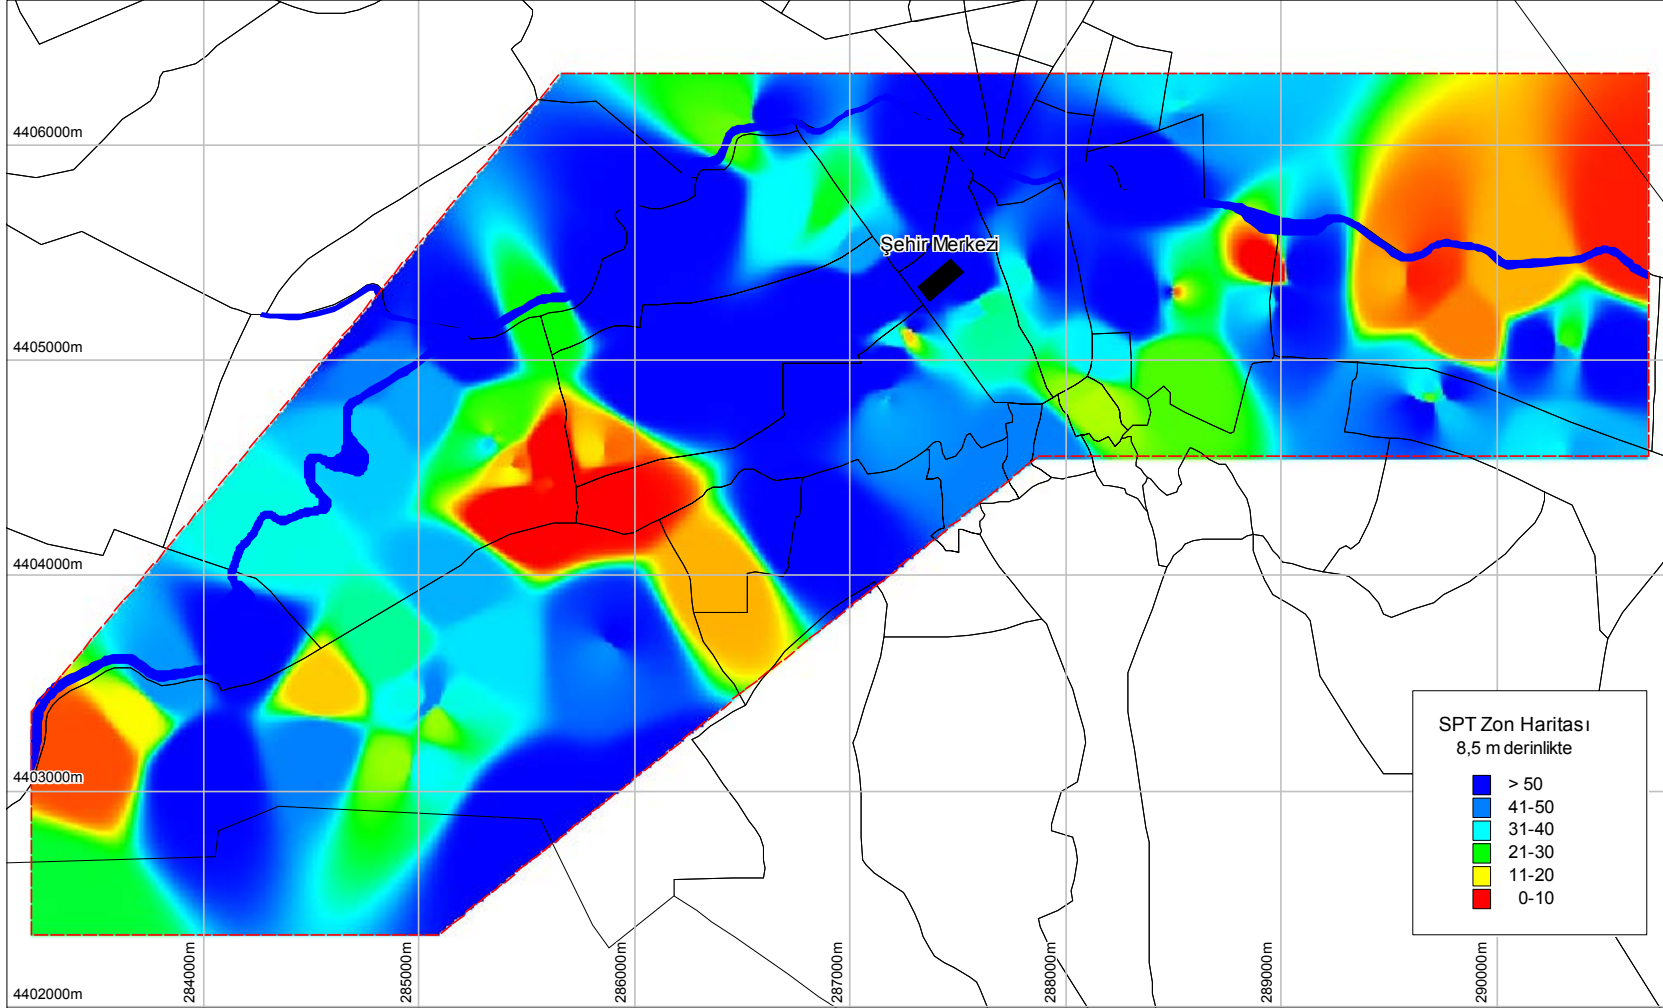 4406000m
Şehir Merkezi
4405000m
4404000m
4403000m
4402000m
284000m
285000m
286000m
287000m
288000m
289000m
290000m
SPT Zon Haritası
8,5 m derinlikte
> 50
41-50
31-40
21-30
11-20
0-10